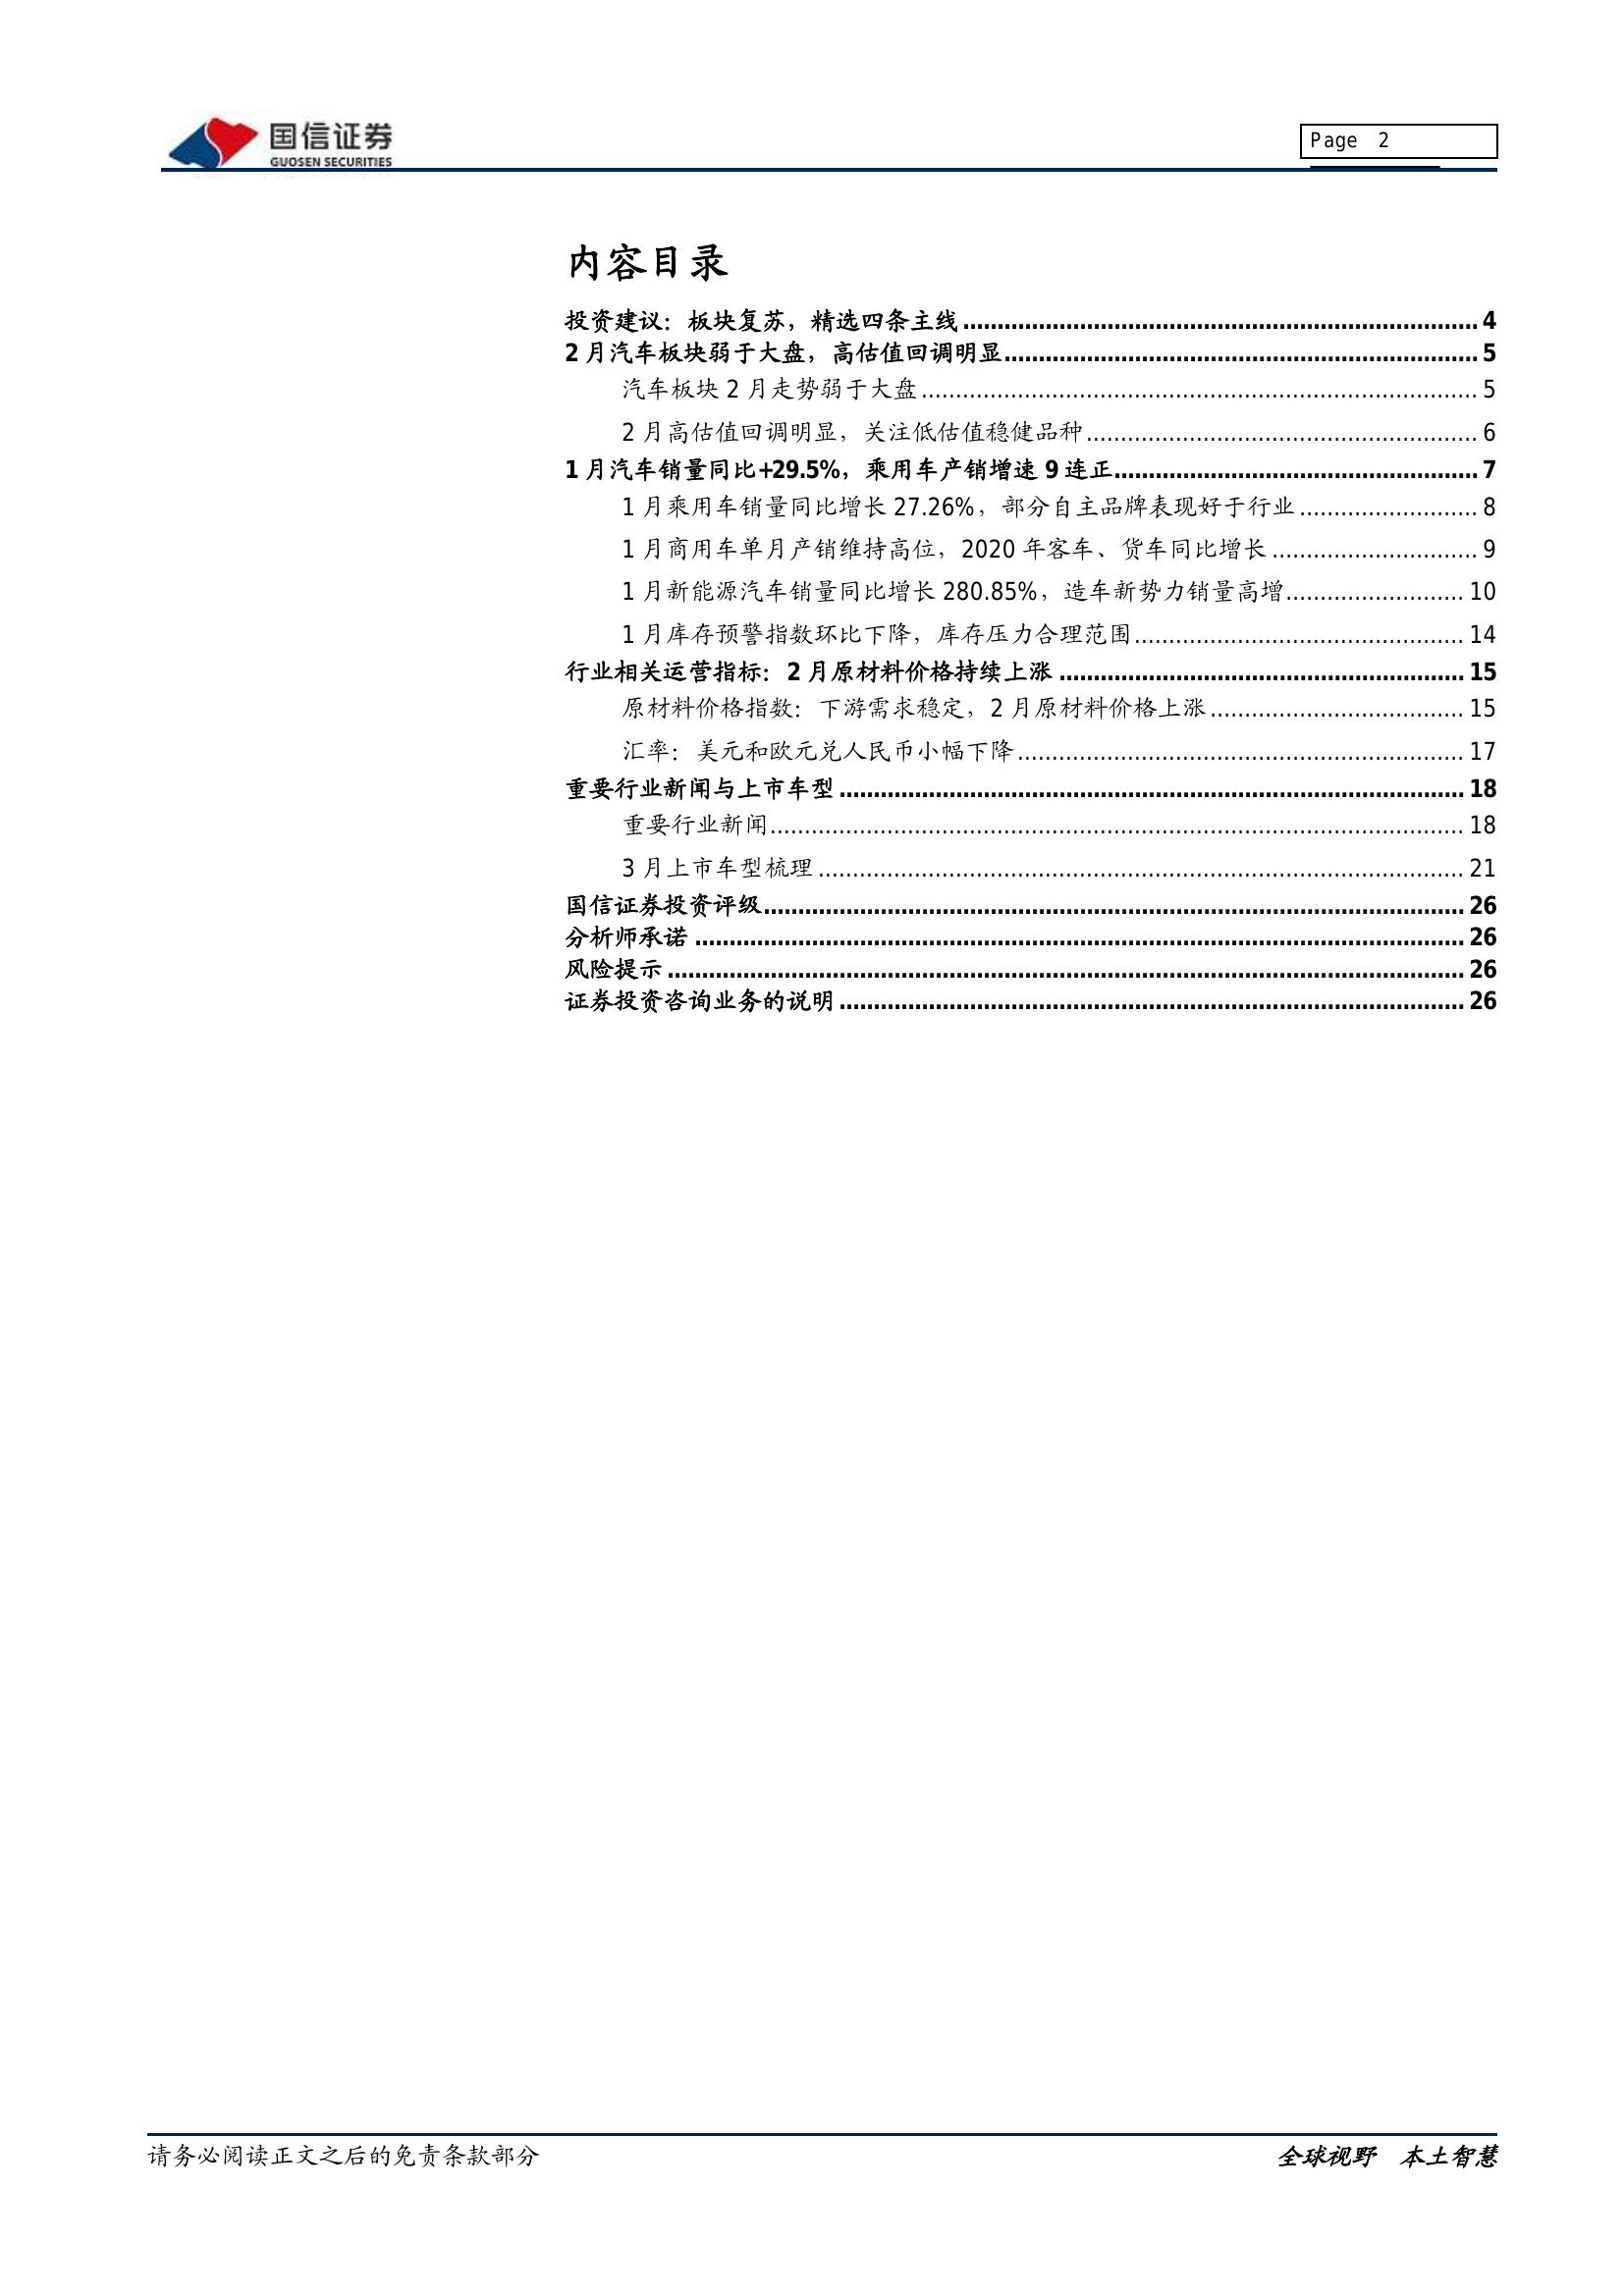 国信证券
GUOSEN SECURITIES
Page 2
内容目录
投资建议：板块复苏，精选四条主线 4
2 月汽车板块弱于大盘，高估值回调明显 5
汽车板块 2 月走势弱于大盘 5
2 月高估值回调明显，关注低估值稳健品种 6
1 月汽车销量同比+29.5%，乘用车产销增速 9 连正 7
1 月乘用车销量同比增长 27.26%，部分自主品牌表现好于行业 8
1 月商用车单月产销维持高位，2020 年客车、货车同比增长 9
1 月新能源汽车销量同比增长 280.85%，造车新势力销量高增 10
1 月库存预警指数环比下降，库存压力合理范围 14
行业相关运营指标：2 月原材料价格持续上涨 15
原材料价格指数：下游需求稳定，2 月原材料价格上涨 15
汇率：美元和欧元兑人民币小幅下降 17
重要行业新闻与上市车型 18
重要行业新闻 18
3 月上市车型梳理 21
国信证券投资评级 26
分析师承诺 26
风险提示 26
证券投资咨询业务的说明 26
请务必阅读正文之后的免责条款部分
全球视野 本土智慧